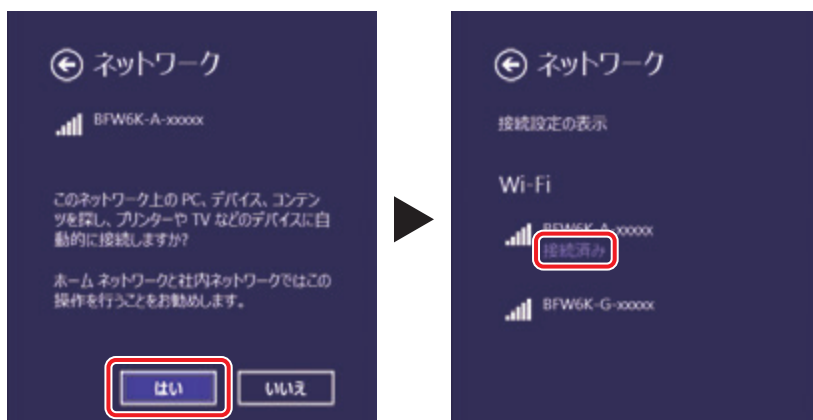 ネットワーク
BFW6K-A-xxxxx
このネットワーク上の PC、デバイス、コンテン
ツを探し、プリンターや TV などのデバイスに自
動的に接続しますか?
ホーム ネットワークと社内ネットワークではこの
操作を行うことをお勧めします。
はい
いいえ
ネットワーク
接続設定の表示
Wi-Fi
BFW6K-A-xxxxx
接続済み
BFW6K-G-xxxxx